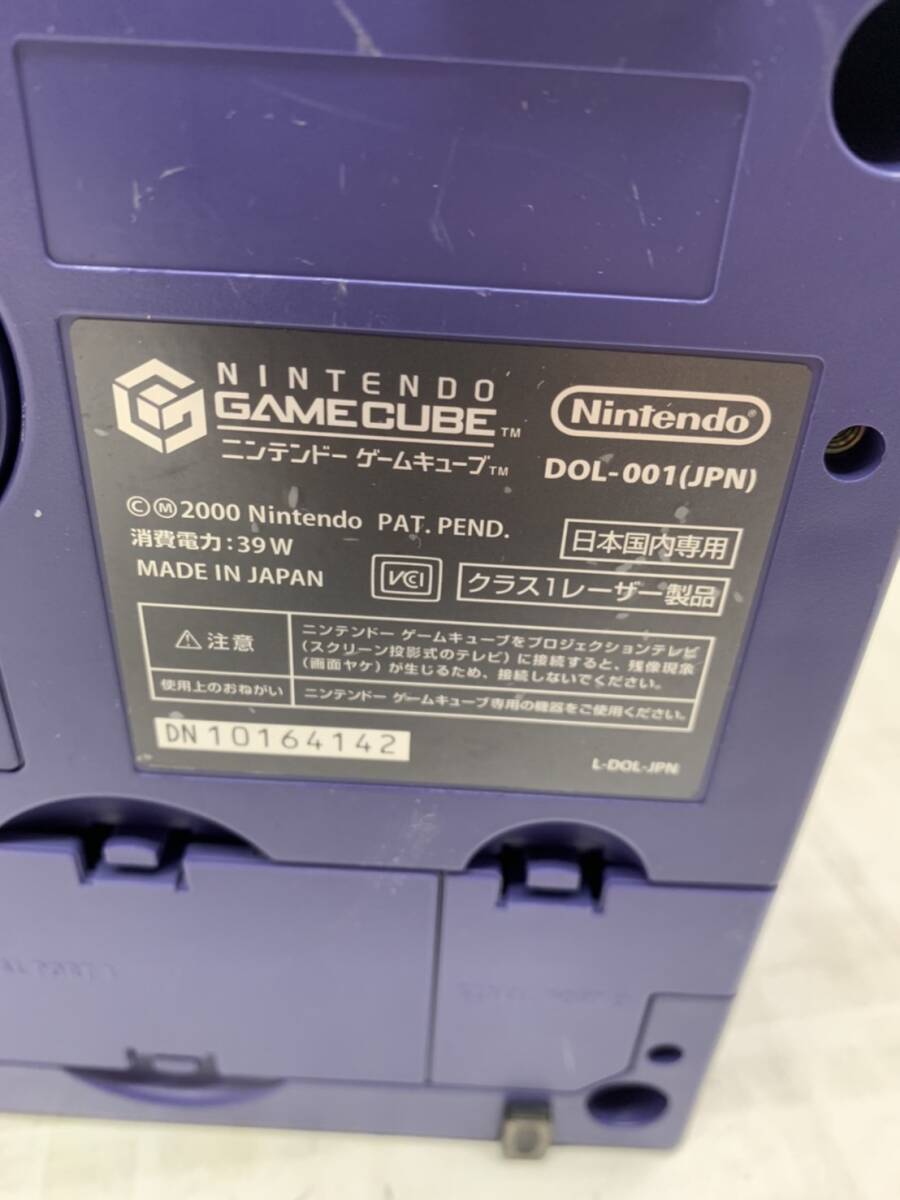 NINTENDO
GAMECUBE™
ニンテンドー ゲームキューブ™
Nintendo®
DOL-001(JPN)
©Ⓜ2000 Nintendo PAT. PEND.
日本国内専用
消費電力:39W
MADE IN JAPAN
VCI
クラス1レーザー製品
⚠注意
ニンテンドー ゲームキューブをプロジェクションテレビ
(スクリーン投影式のテレビ)に接続すると、残像現象
(画面ヤケ)が生じるため、接続しないでください。
使用上のおねがい
ニンテンドー ゲームキューブ専用の機器をご使用ください。
DN10164142
L-DOL-JPN